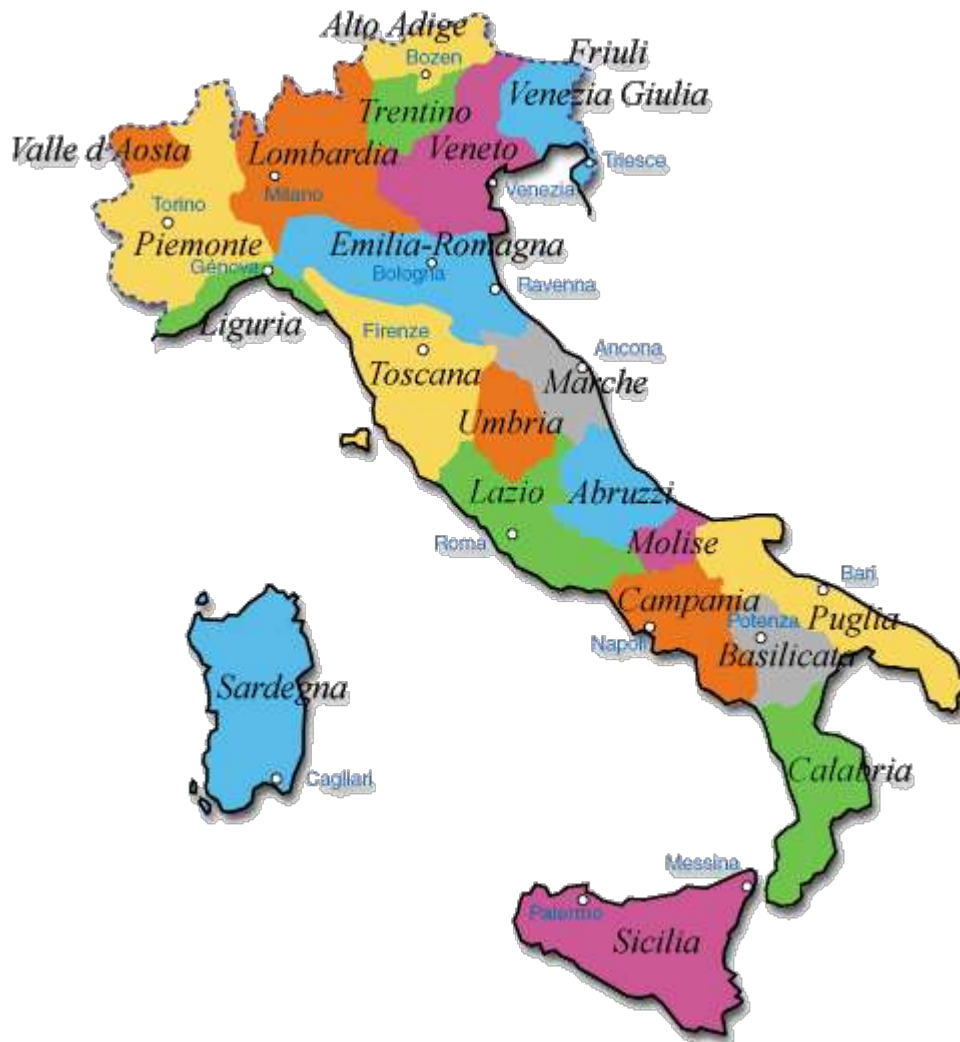 Alto Adige
Bozen
Friuli
Venezia Giulia
Trentino
Valle d'Aosta
Lombardia
Veneto
Triesce
Milano
Venezia
Torino
Piemonte
Emilia-Romagna
Génova
Bologna
Ravenna
Liguria
Firenze
Ancona
Toscana
Marche
Umbria
Lazio
Abruzzi
Roma
Molise
Bari
Campania
Puglia
Potenza
Napoli
Basilicata
Sardegna
Cagliari
Calabria
Messina
Palermo
Sicilia